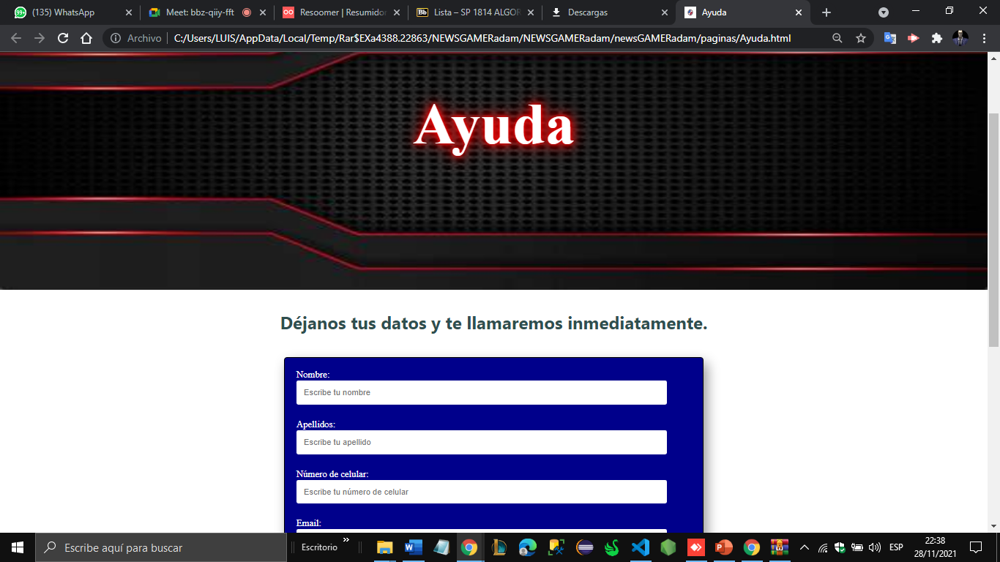 (135) WhatsApp
Meet: bbz-qiiy-fft
Resoomer | Resumidor
Bb
Lista – SP 1814 ALGOR
Descargas
Ayuda
Archivo
C:/Users/LUIS/AppData/Local/Temp/Rar$EXa4388.22863/NEWSGAMERadam/NEWSGAMERadam/newsGAMERadam/paginas/Ayuda.html
Ayuda
Déjanos tus datos y te llamaremos inmediatamente.
Nombre:
Escribe tu nombre
Apellidos:
Escribe tu apellido
Número de celular:
Escribe tu número de celular
Email:
Escribe aquí para buscar
Escritorio
ESP
22:38
28/11/2021